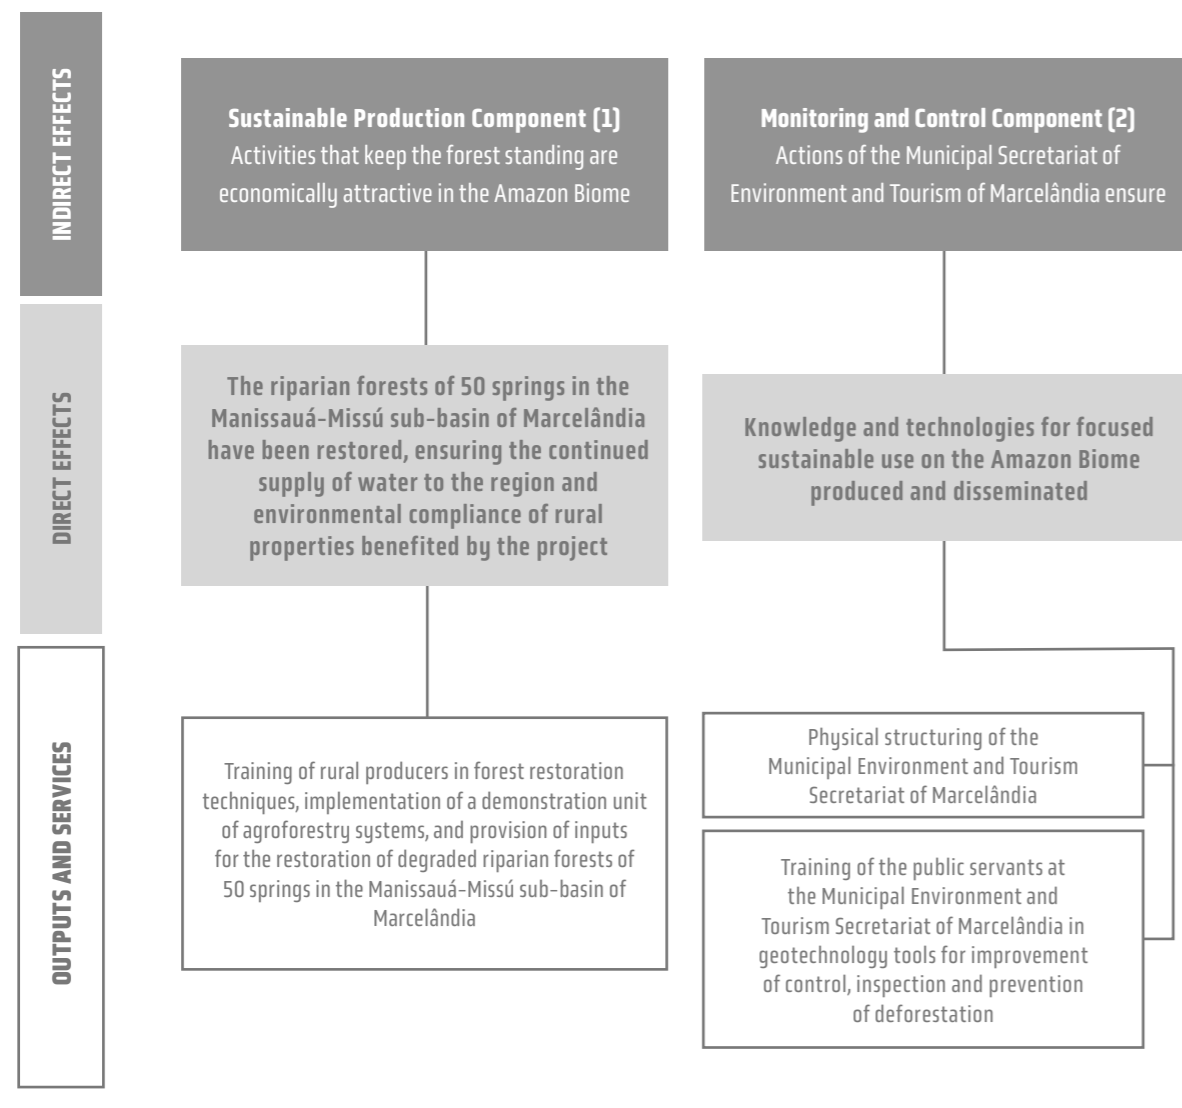 INDIRECT EFFECTS
Sustainable Production Component (1)
Activities that keep the forest standing are
economically attractive in the Amazon Biome
Monitoring and Control Component (2)
Actions of the Municipal Secretariat of
Environment and Tourism of Marcelândia ensure
DIRECT EFFECTS
The riparian forests of 50 springs in the
Manissauá-Missú sub-basin of Marcelândia
have been restored, ensuring the continued
supply of water to the region and
environmental compliance of rural
properties benefited by the project
Knowledge and technologies for focused
sustainable use on the Amazon Biome
produced and disseminated
OUTPUTS AND SERVICES
Training of rural producers in forest restoration
techniques, implementation of a demonstration unit
of agroforestry systems, and provision of inputs
for the restoration of degraded riparian forests of
50 springs in the Manissauá-Missú sub-basin of
Marcelândia
Physical structuring of the
Municipal Environment and Tourism
Secretariat of Marcelândia
Training of the public servants at
the Municipal Environment and
Tourism Secretariat of Marcelândia in
geotechnology tools for improvement
of control, inspection and prevention
of deforestation